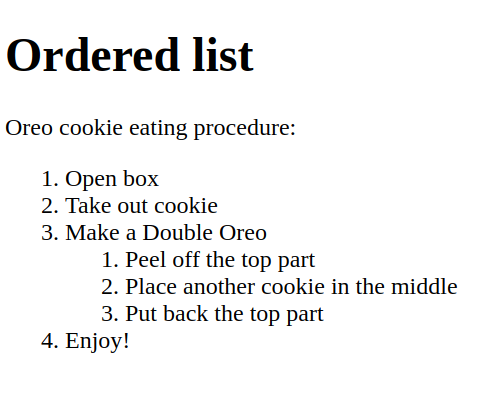 Ordered list
Oreo cookie eating procedure:
1. Open box
2. Take out cookie
3. Make a Double Oreo
1. Peel off the top part
2. Place another cookie in the middle
3. Put back the top part
4. Enjoy!